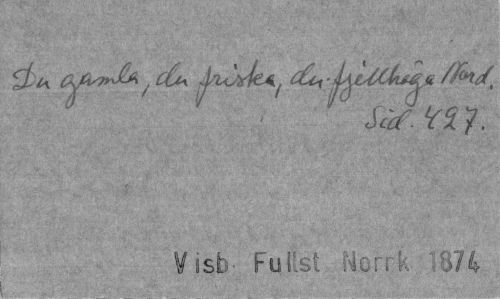 Du gamla, du friska, du fjellhöga Nord.
Sid. 427.
Visb Fullst Norrk 1874